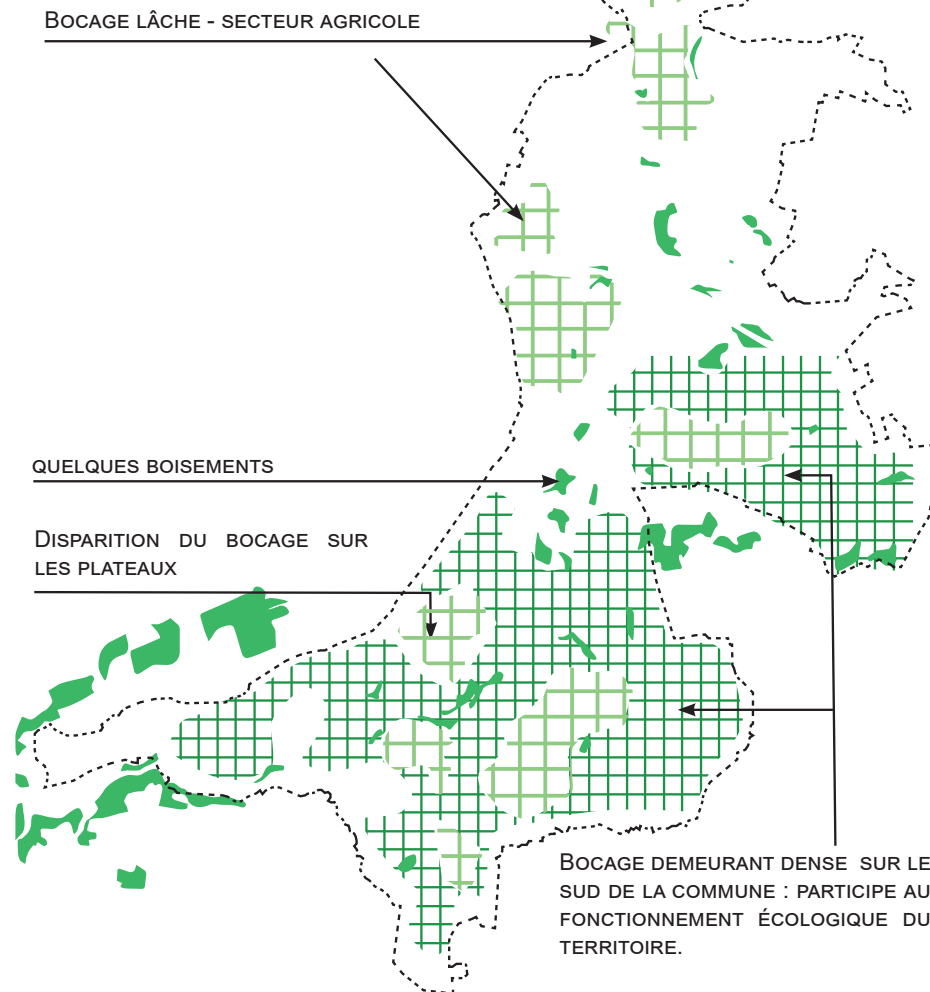 BOCAGE LÂCHE - SECTEUR AGRICOLE
QUELQUES BOISEMENTS
DISPARITION DU BOCAGE SUR
LES PLATEAUX
BOCAGE DEMEURANT DENSE SUR LE
SUD DE LA COMMUNE : PARTICIPE AU
FONCTIONNEMENT ÉCOLOGIQUE DU
TERRITOIRE.